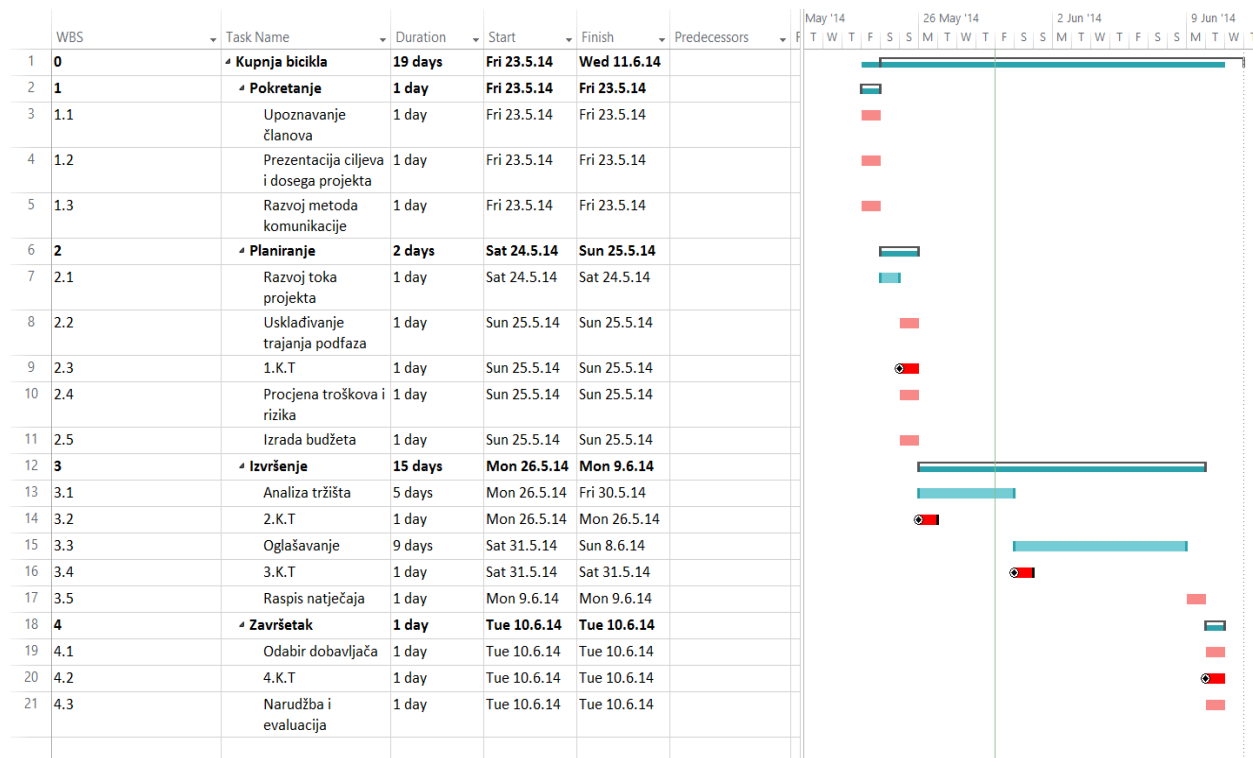 May '14 26 May '14 2 Jun '14 9 Jun '14
WBS Task Name Duration Start Finish Predecessors F T W T F S S M T W T F S S M T W T F S S M T W T
1 0 Kupnja bicikla 19 days Fri 23.5.14 Wed 11.6.14
2 1 Pokretanje 1 day Fri 23.5.14 Fri 23.5.14
3 1.1 Upoznavanje 1 day Fri 23.5.14 Fri 23.5.14
članova
4 1.2 Prezentacija ciljeva 1 day Fri 23.5.14 Fri 23.5.14
i dosega projekta
5 1.3 Razvoj metoda 1 day Fri 23.5.14 Fri 23.5.14
komunikacije
6 2 Planiranje 2 days Sat 24.5.14 Sun 25.5.14
7 2.1 Razvoj toka 1 day Sat 24.5.14 Sat 24.5.14
projekta
8 2.2 Usklađivanje 1 day Sun 25.5.14 Sun 25.5.14
trajanja podfaza
9 2.3 1.K.T 1 day Sun 25.5.14 Sun 25.5.14
10 2.4 Procjena troškova i 1 day Sun 25.5.14 Sun 25.5.14
rizika
11 2.5 Izrada budžeta 1 day Sun 25.5.14 Sun 25.5.14
12 3 Izvršenje 15 days Mon 26.5.14 Mon 9.6.14
13 3.1 Analiza tržišta 5 days Mon 26.5.14 Fri 30.5.14
14 3.2 2.K.T 1 day Mon 26.5.14 Mon 26.5.14
15 3.3 Oglašavanje 9 days Sat 31.5.14 Sun 8.6.14
16 3.4 3.K.T 1 day Sat 31.5.14 Sat 31.5.14
17 3.5 Raspis natječaja 1 day Mon 9.6.14 Mon 9.6.14
18 4 Završetak 1 day Tue 10.6.14 Tue 10.6.14
19 4.1 Odabir dobavljača 1 day Tue 10.6.14 Tue 10.6.14
20 4.2 4.K.T 1 day Tue 10.6.14 Tue 10.6.14
21 4.3 Narudžba i 1 day Tue 10.6.14 Tue 10.6.14
evaluacija